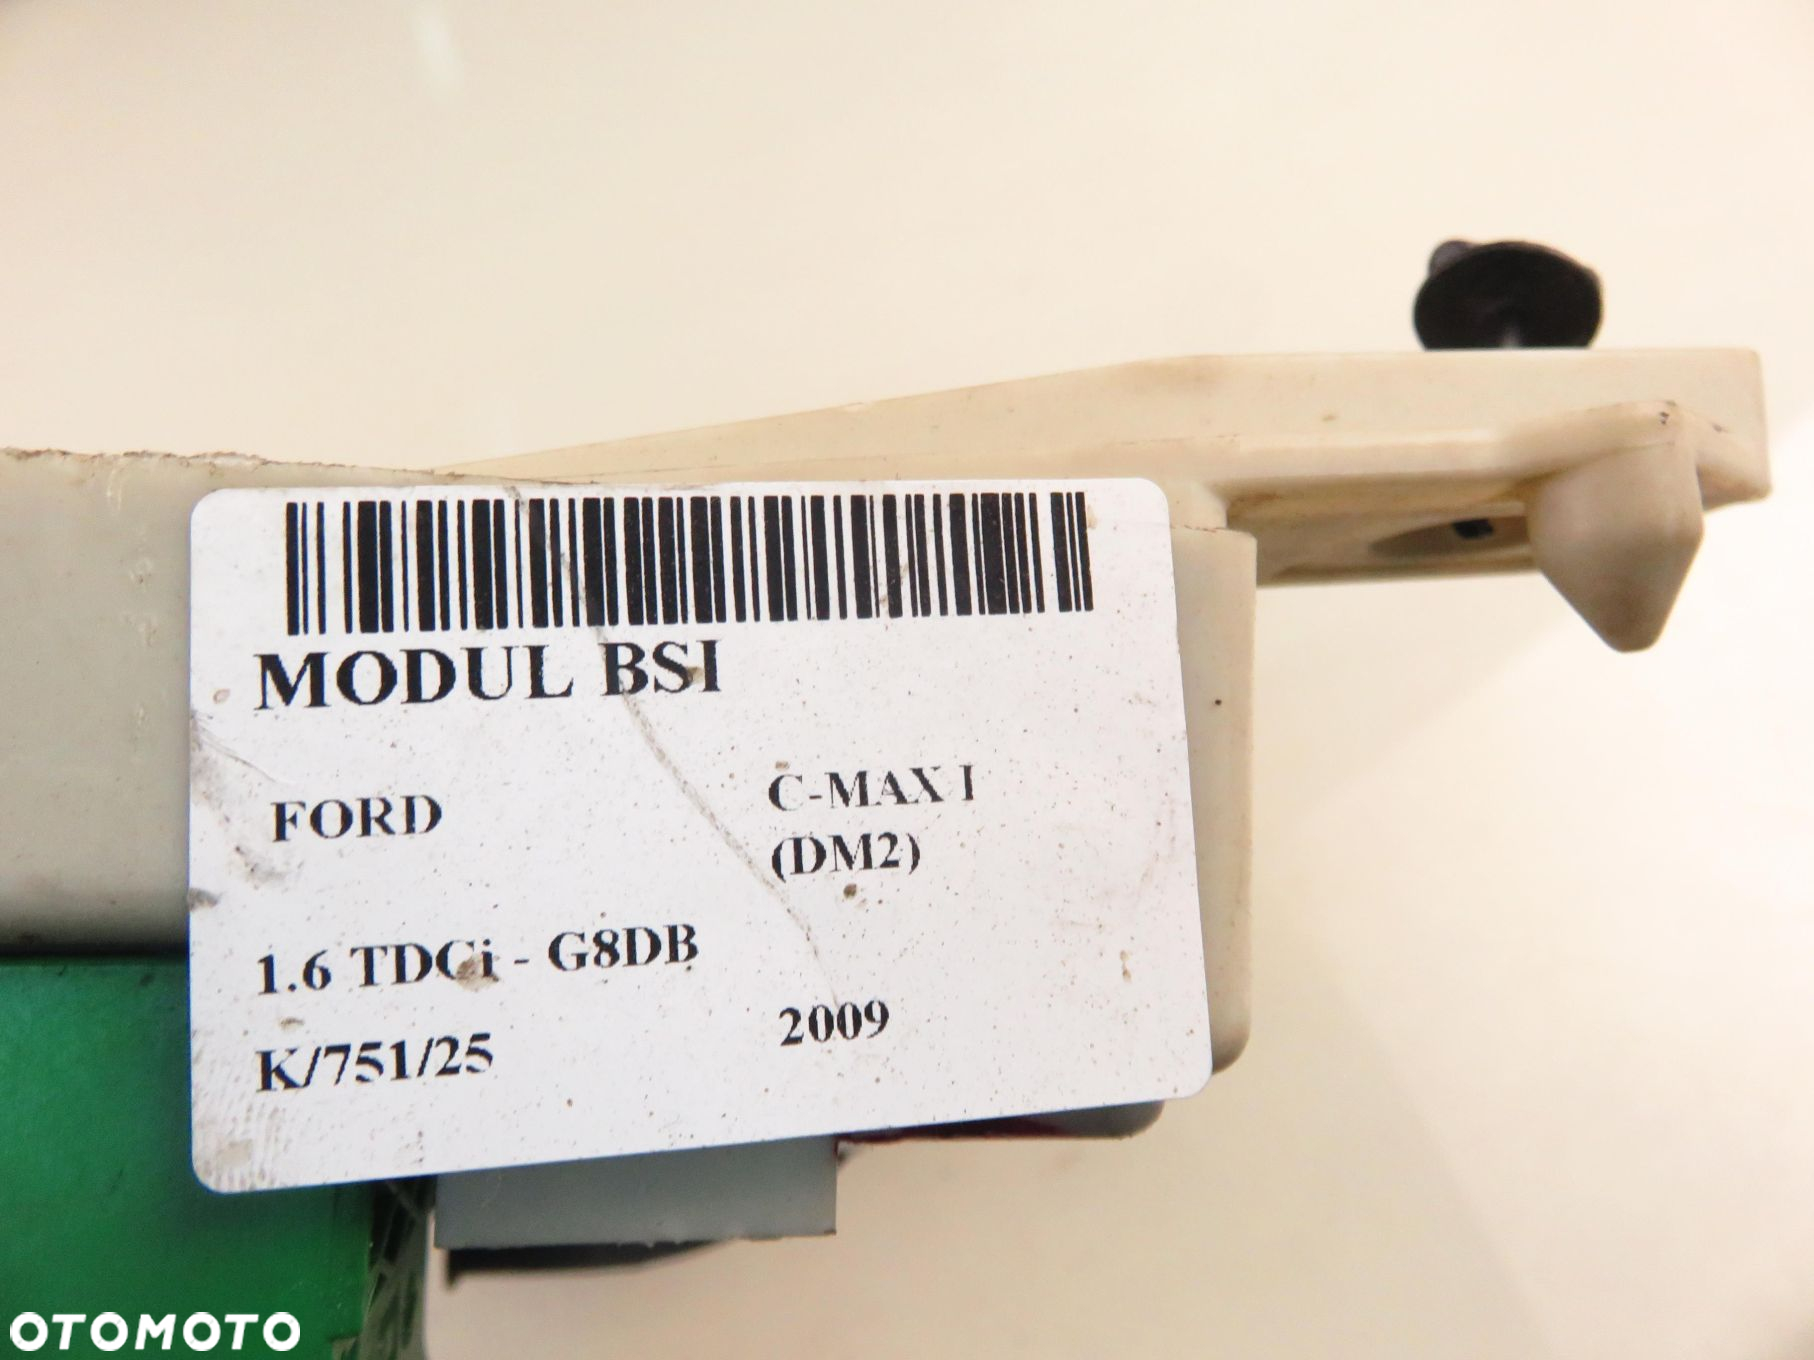 MODUL BSI
FORD
C-MAX I
(DM2)
1.6 TDCi - G8DB
2009
K/751/25
OTOMOTO